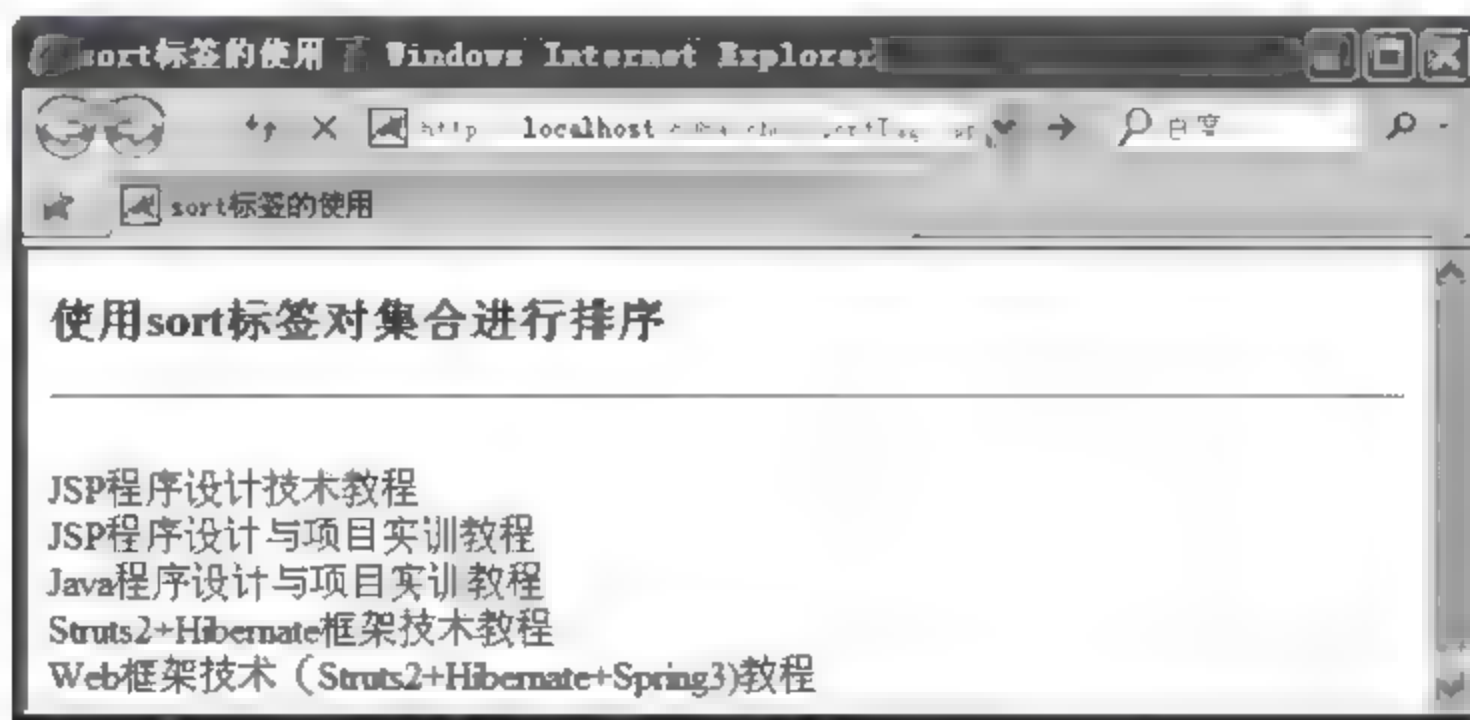 sort标签的使用 Windows Internet Explorer
http localhost
sort标签的使用
使用sort标签对集合进行排序
JSP程序设计技术教程
JSP程序设计与项目实训教程
Java程序设计与项目实训教程
Struts2+Hibernate框架技术教程
Web框架技术（Struts2+Hibernate+Spring3)教程